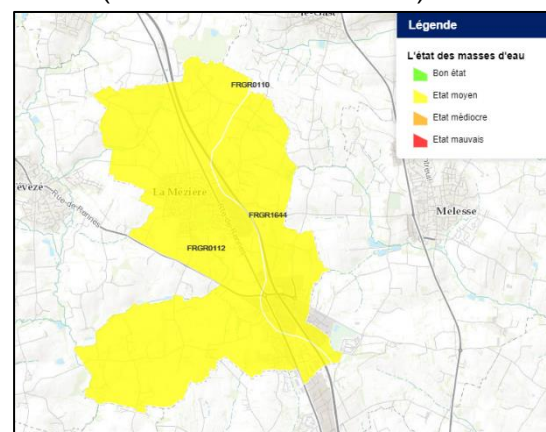 Légende
L'état des masses d'eau
Bon état
Etat moyen
Etat médiocre
Etat mauvais
FRGR0110
La Mézière
FRGR1644
FRGR0112
Melesse